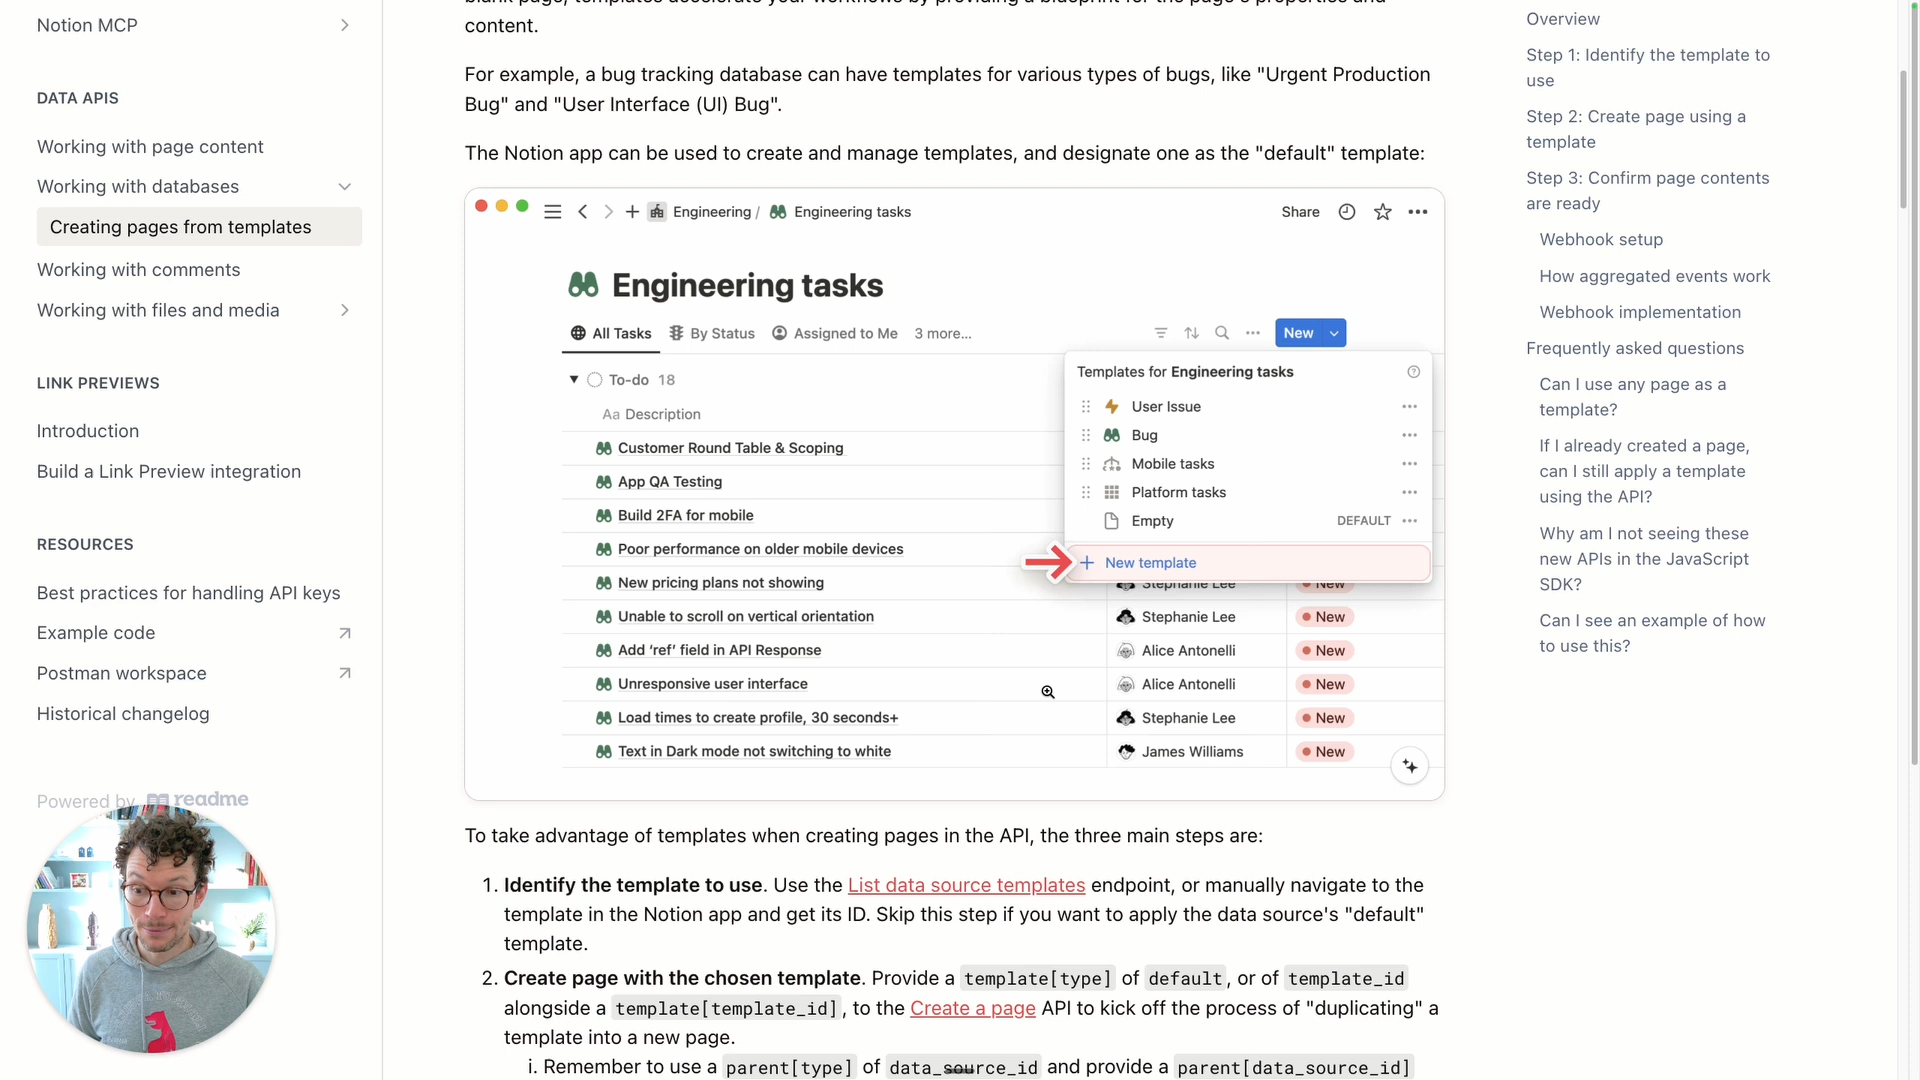 Notion MCP
DATA APIS
Working with page content
Working with databases
Creating pages from templates
Working with comments
Working with files and media
LINK PREVIEWS
Introduction
Build a Link Preview integration
RESOURCES
Best practices for handling API keys
Example code
Postman workspace
Historical changelog
Powered by readme
blank page, templates accelerate your workflows by providing a blueprint for the page's properties and
content.
For example, a bug tracking database can have templates for various types of bugs, like "Urgent Production
Bug" and "User Interface (UI) Bug".
The Notion app can be used to create and manage templates, and designate one as the "default" template:
Engineering / Engineering tasks
Share
Engineering tasks
All Tasks By Status Assigned to Me 3 more...
New
To-do 18
Aa Description
Customer Round Table & Scoping
App QA Testing
Build 2FA for mobile
Poor performance on older mobile devices
New pricing plans not showing Stephanie Lee New
Unable to scroll on vertical orientation Stephanie Lee New
Add ‘ref’ field in API Response Alice Antonelli New
Unresponsive user interface Alice Antonelli New
Load times to create profile, 30 seconds+ Stephanie Lee New
Text in Dark mode not switching to white James Williams New
Templates for Engineering tasks
User Issue
Bug
Mobile tasks
Platform tasks
Empty DEFAULT
New template
To take advantage of templates when creating pages in the API, the three main steps are:
1. Identify the template to use. Use the List data source templates endpoint, or manually navigate to the
template in the Notion app and get its ID. Skip this step if you want to apply the data source's "default"
template.
2. Create page with the chosen template. Provide a template[type] of default, or of template_id
alongside a template[template_id], to the Create a page API to kick off the process of "duplicating" a
template into a new page.
i. Remember to use a parent[type] of data_source_id and provide a parent[data_source_id]
Overview
Step 1: Identify the template to
use
Step 2: Create page using a
template
Step 3: Confirm page contents
are ready
Webhook setup
How aggregated events work
Webhook implementation
Frequently asked questions
Can I use any page as a
template?
If I already created a page,
can I still apply a template
using the API?
Why am I not seeing these
new APIs in the JavaScript
SDK?
Can I see an example of how
to use this?